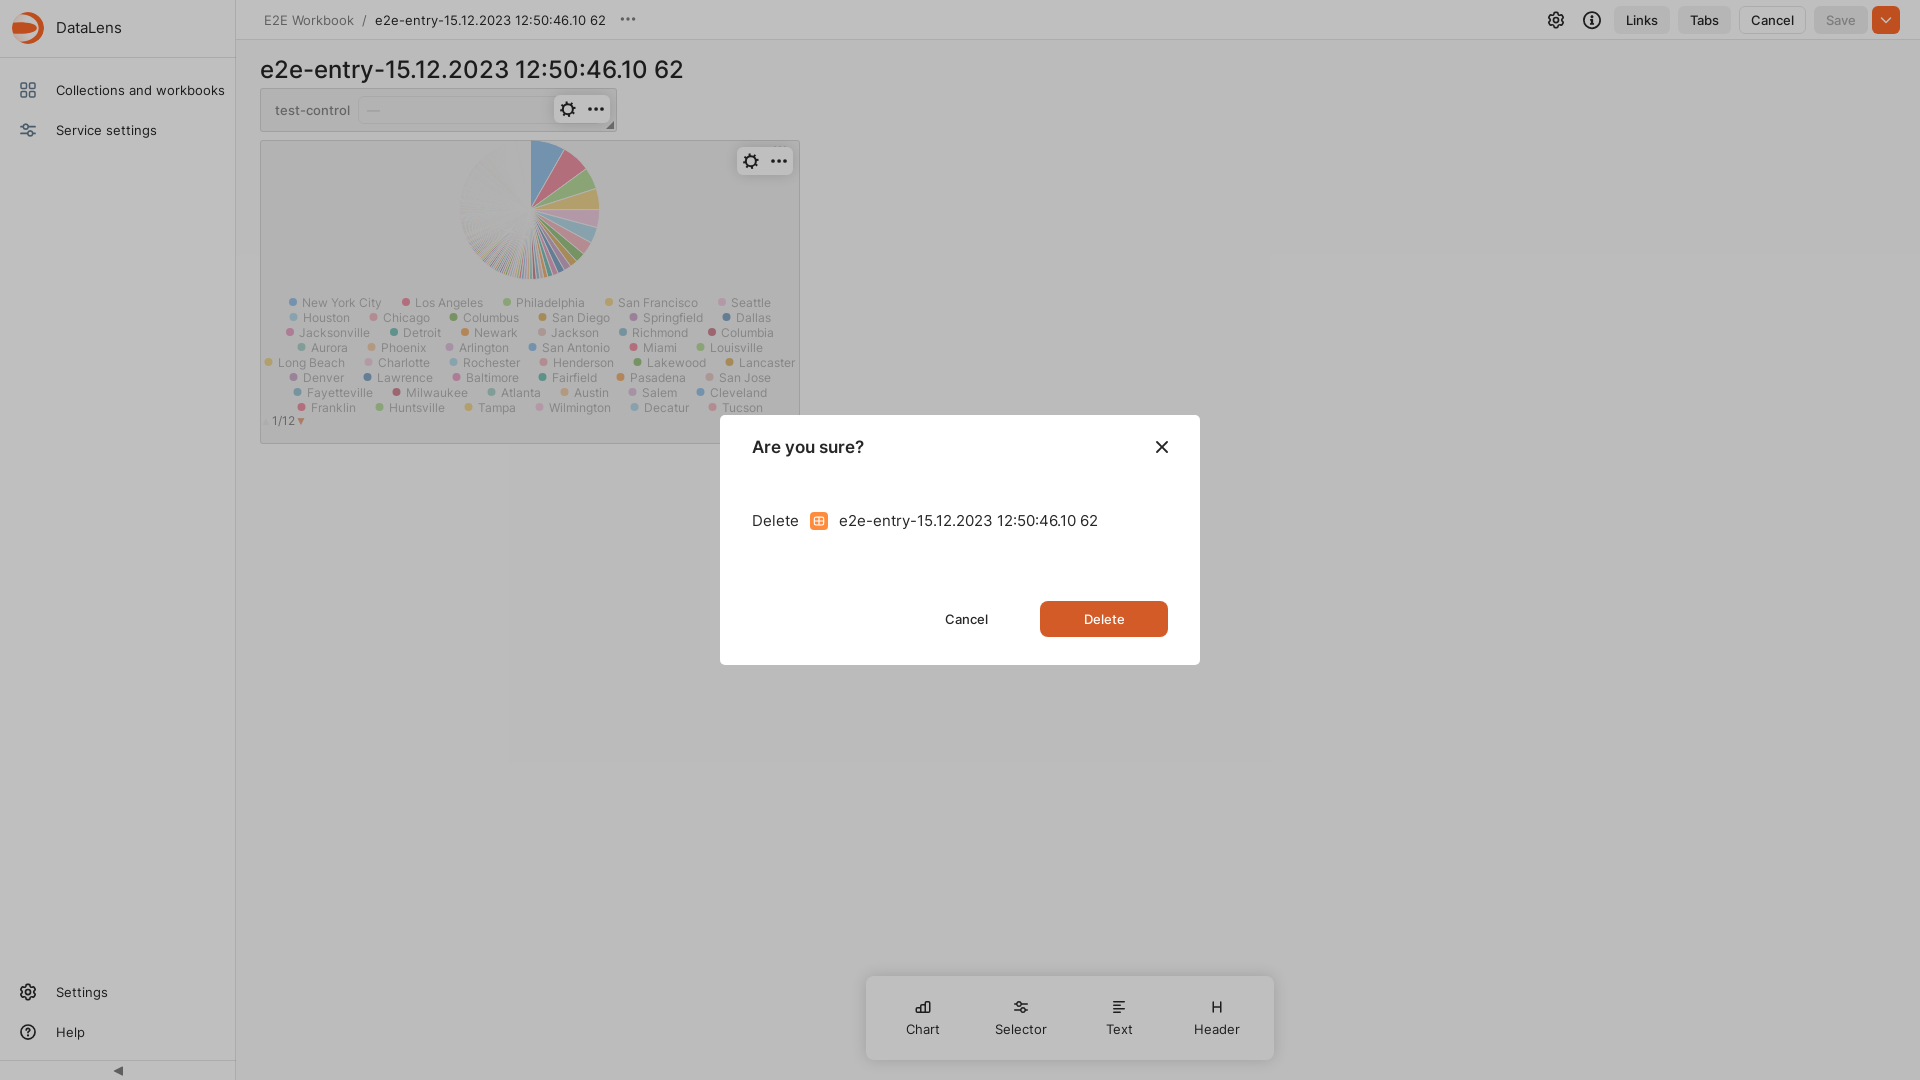 DataLens
E2E Workbook / e2e-entry-15.12.2023 12:50:46.10 62
Links Tabs Cancel Save
Collections and workbooks
Service settings
e2e-entry-15.12.2023 12:50:46.10 62
test-control —
New York City Los Angeles Philadelphia San Francisco Seattle
Houston Chicago Columbus San Diego Springfield Dallas
Jacksonville Detroit Newark Jackson Richmond Columbia
Aurora Phoenix Arlington San Antonio Miami Louisville
Long Beach Charlotte Rochester Henderson Lakewood Lancaster
Denver Lawrence Baltimore Fairfield Pasadena San Jose
Fayetteville Milwaukee Atlanta Austin Salem Cleveland
Franklin Huntsville Tampa Wilmington Decatur Tucson
1/12
Are you sure?
Delete e2e-entry-15.12.2023 12:50:46.10 62
Cancel Delete
Settings
Help
Chart Selector Text Header